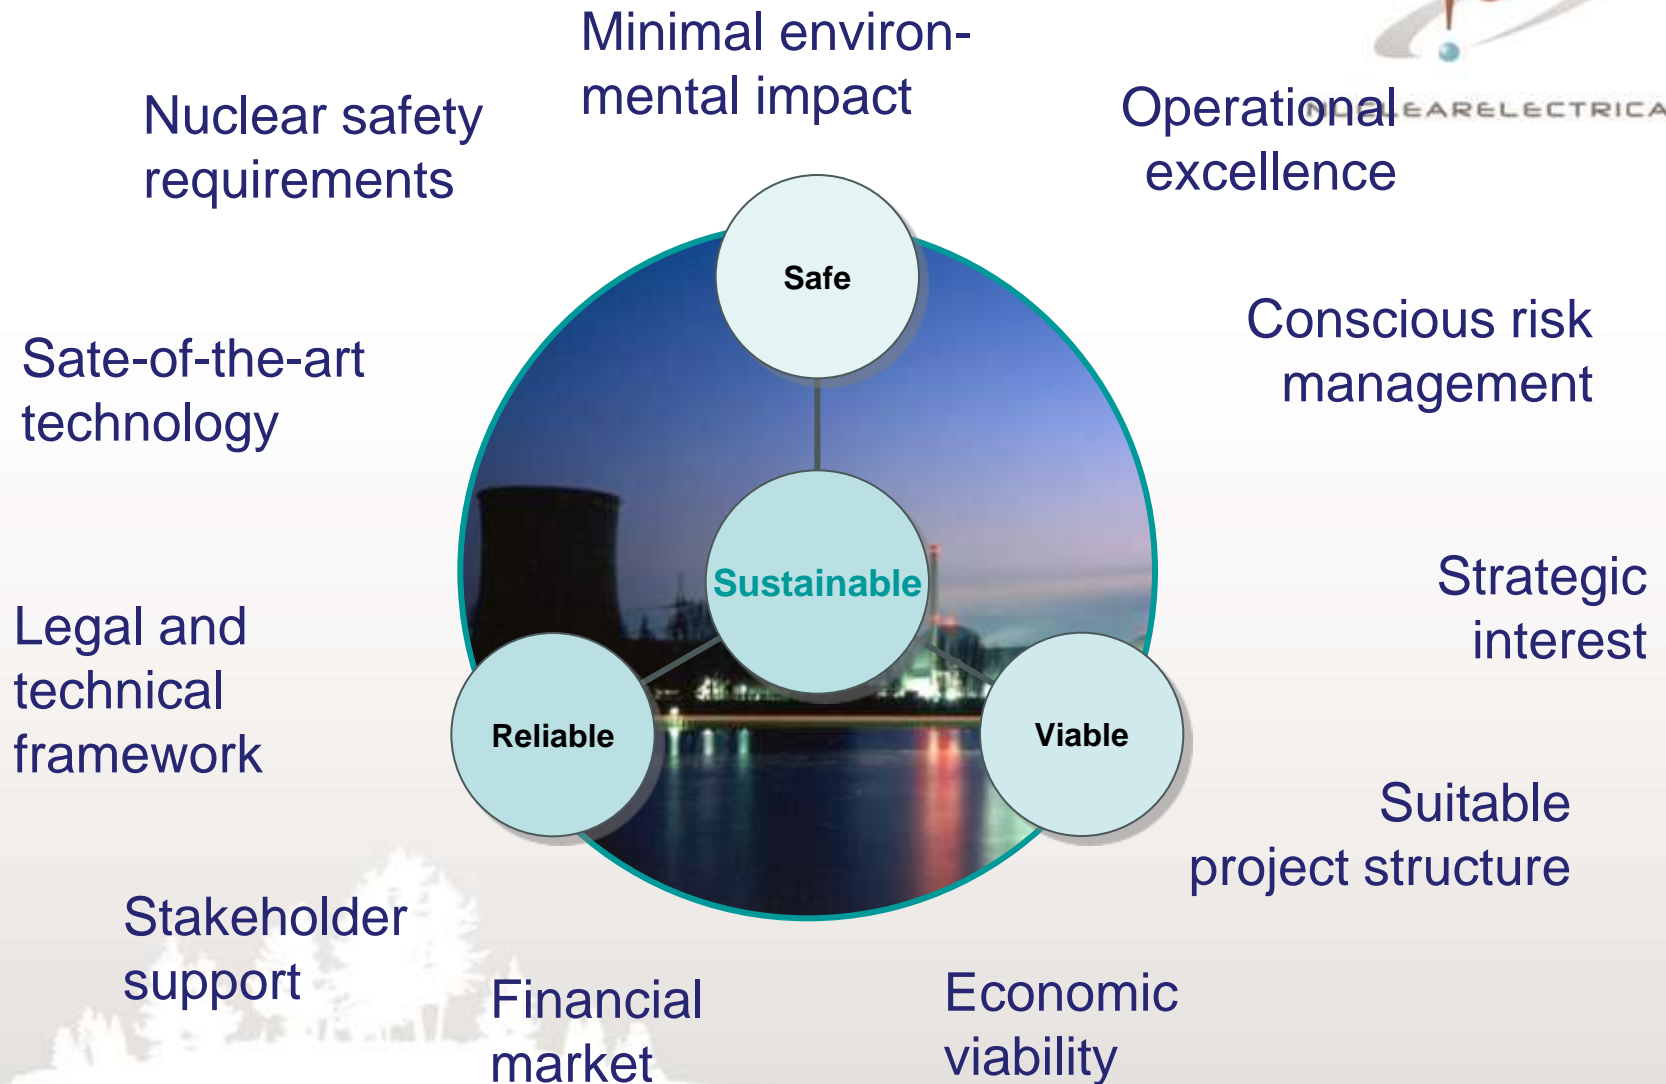 Minimal environ-
mental impact
Nuclear safety
requirements
Operational
excellence
NUCLEARELECTRICA
Safe
Conscious risk
management
Sate-of-the-art
technology
Sustainable
Strategic
interest
Legal and
technical
framework
Reliable
Viable
Suitable
project structure
Stakeholder
support
Financial
market
Economic
viability